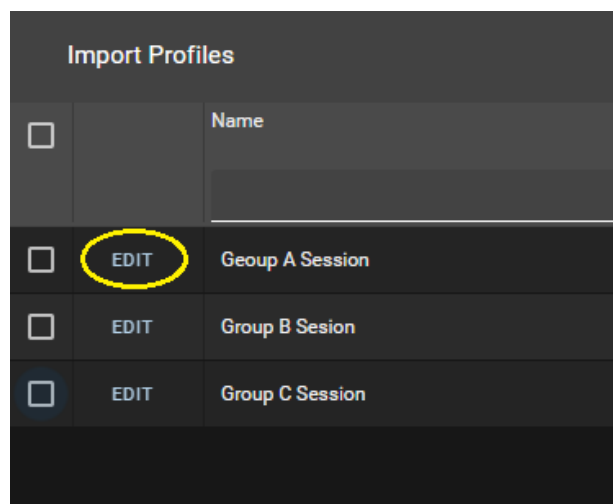 Import Profiles
Name
EDIT Geoup A Session
EDIT Group B Sesion
EDIT Group C Session